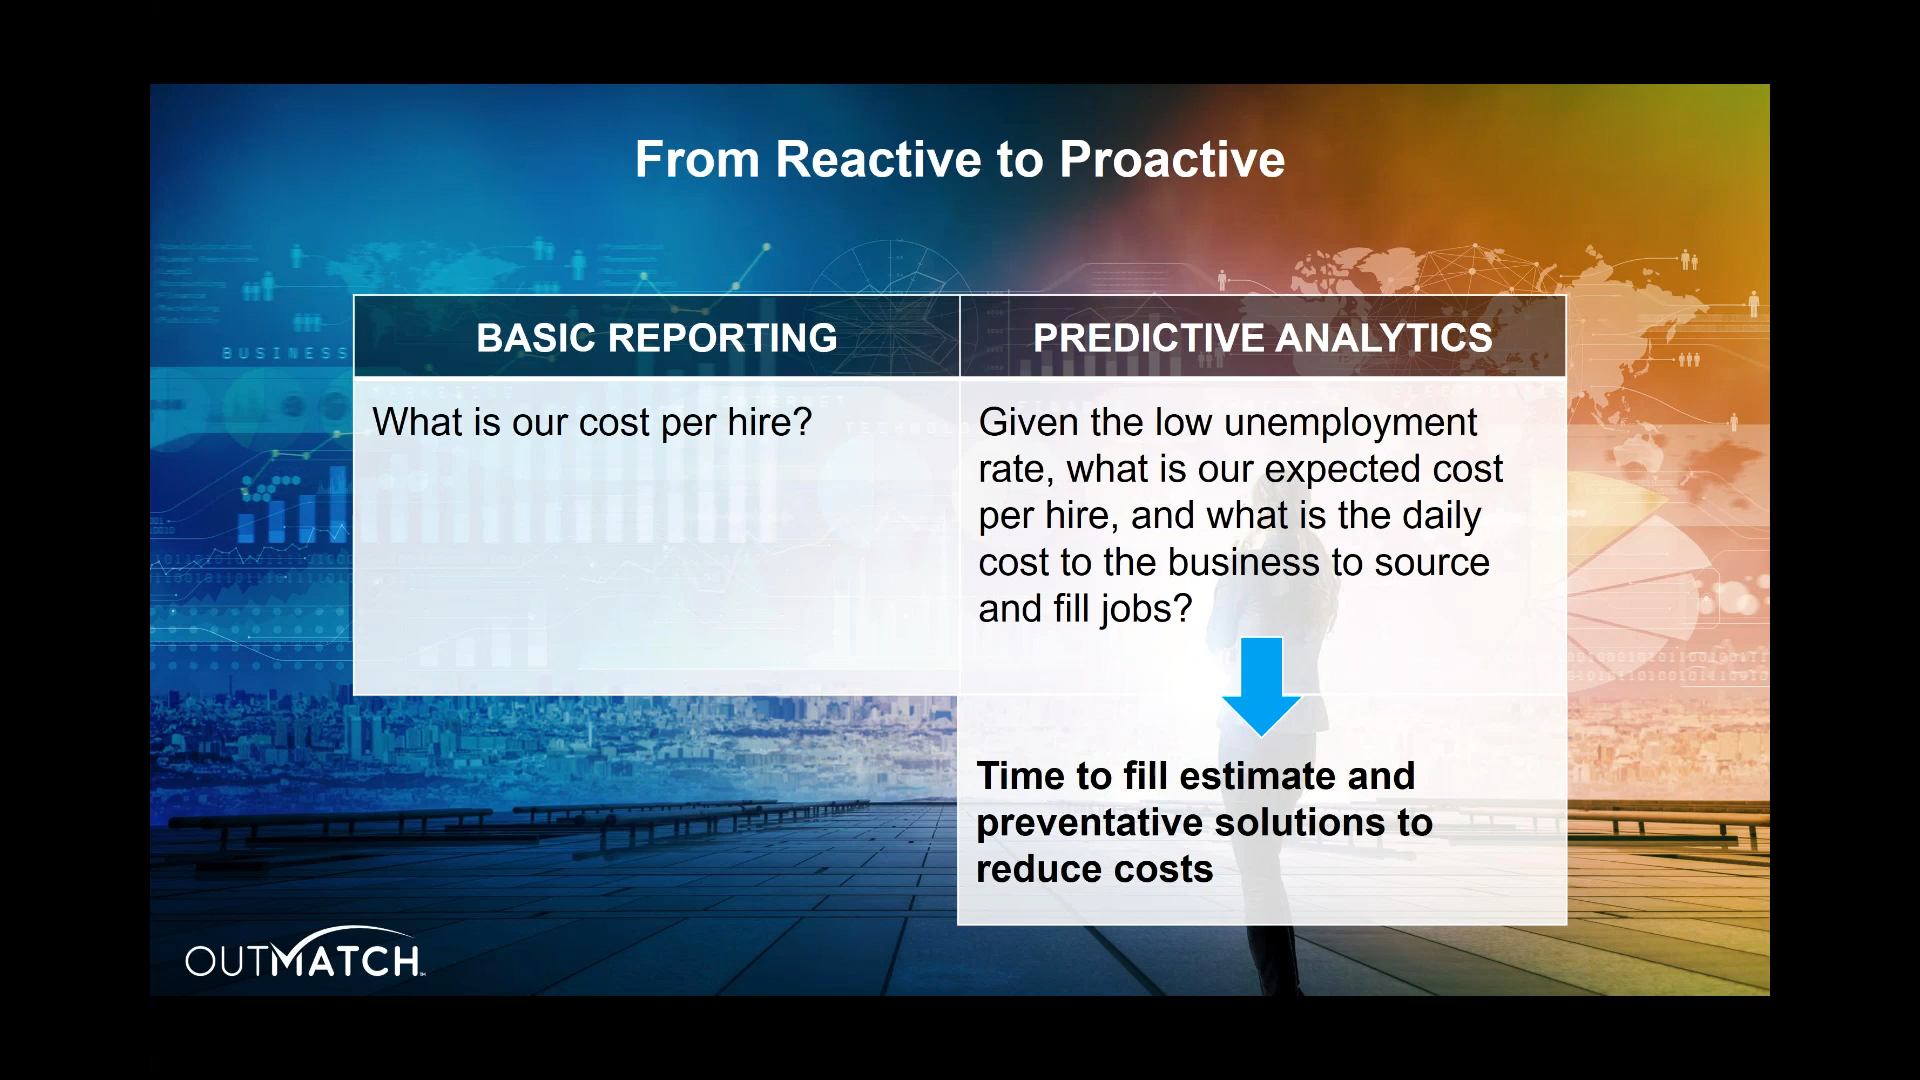 From Reactive to Proactive
BASIC REPORTING
PREDICTIVE ANALYTICS
What is our cost per hire?
Given the low unemployment
rate, what is our expected cost
per hire, and what is the daily
cost to the business to source
and fill jobs?
Time to fill estimate and
preventative solutions to
reduce costs
BUSINESS
OUTMATCH